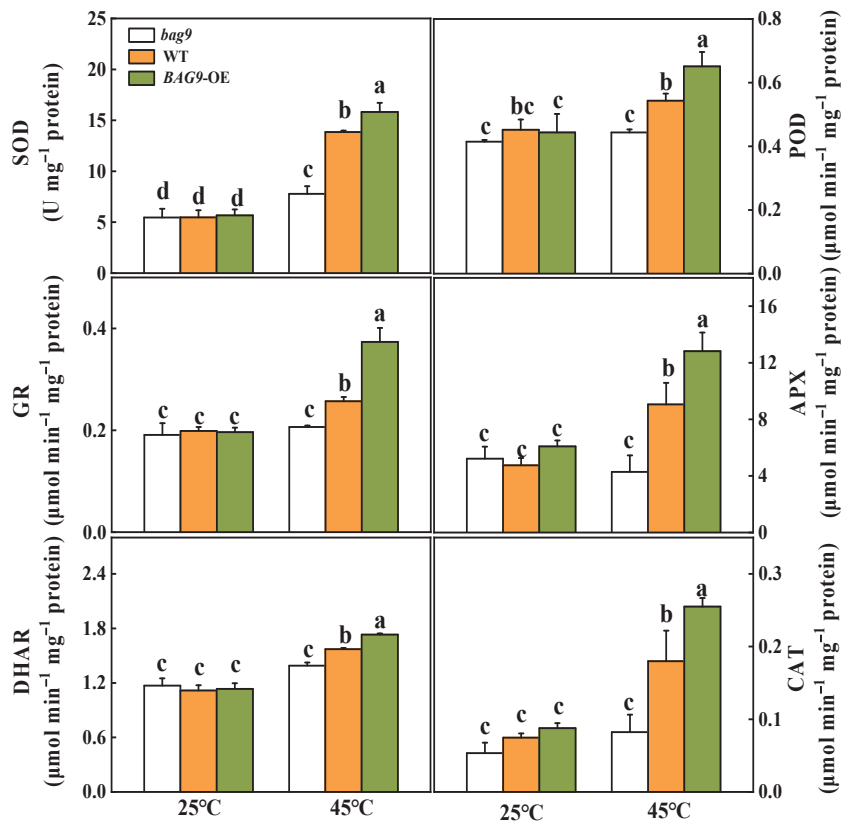 25
20
15
10
5
0
SOD
(U mg⁻¹ protein)
bag9
WT
BAG9-OE
d
d
d
c
b
a
0.8
0.6
0.4
0.2
0.0
POD
(μmol min⁻¹ mg⁻¹ protein)
c
bc
c
c
b
a
0.4
0.2
0.0
GR
(μmol min⁻¹ mg⁻¹ protein)
c
c
c
c
b
a
16
12
8
4
0
APX
(μmol min⁻¹ mg⁻¹ protein)
c
c
c
c
b
a
2.4
1.8
1.2
0.6
0.0
DHAR
(μmol min⁻¹ mg⁻¹ protein)
c
c
c
c
b
a
25℃
45℃
0.3
0.2
0.1
0.0
CAT
(μmol min⁻¹ mg⁻¹ protein)
c
c
c
c
b
a
25℃
45℃